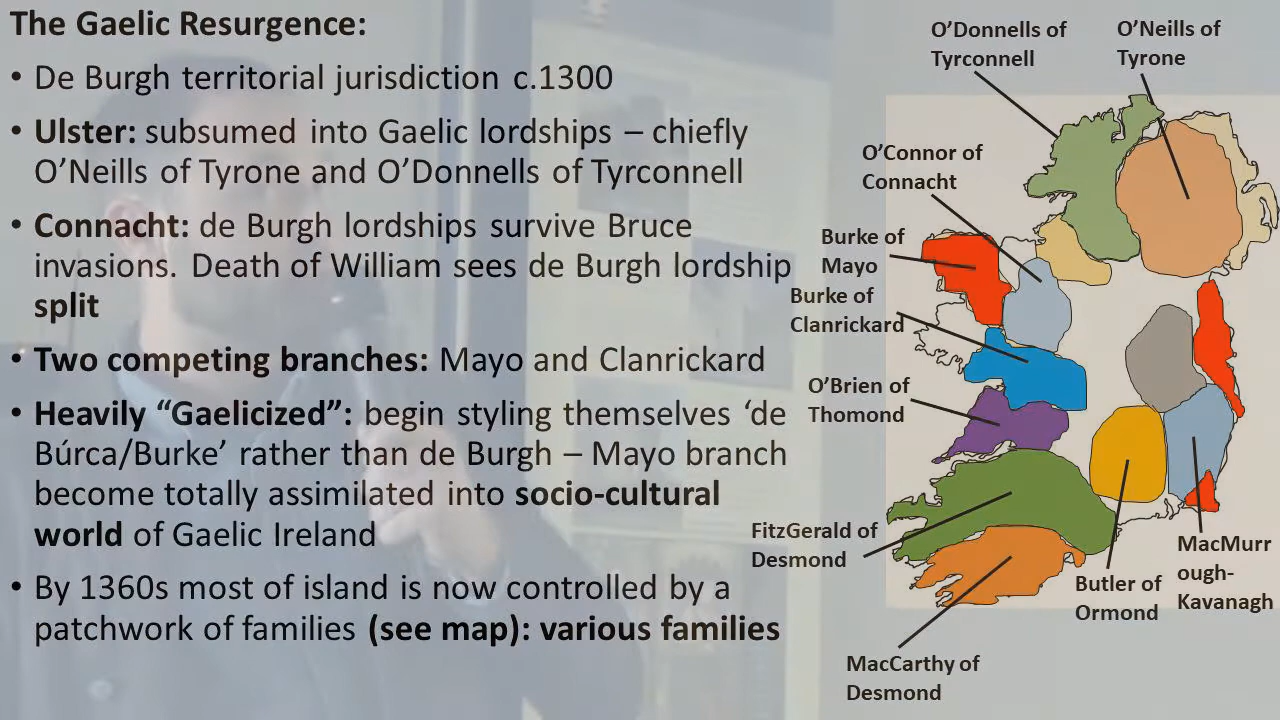 The Gaelic Resurgence:
• De Burgh territorial jurisdiction c.1300
• Ulster: subsumed into Gaelic lordships – chiefly
O’Neills of Tyrone and O’Donnells of Tyrconnell
• Connacht: de Burgh lordships survive Bruce
invasions. Death of William sees de Burgh lordship
split
• Two competing branches: Mayo and Clanrickard
• Heavily “Gaelicized”: begin styling themselves ‘de
Búrca/Burke’ rather than de Burgh – Mayo branch
become totally assimilated into socio-cultural
world of Gaelic Ireland
• By 1360s most of island is now controlled by a
patchwork of families (see map): various families
O’Donnells of
Tyrconnell
O’Neills of
Tyrone
O’Connor of
Connacht
Burke of
Mayo
Burke of
Clanrickard
O’Brien of
Thomond
FitzGerald of
Desmond
MacCarthy of
Desmond
Butler of
Ormond
MacMurr
ough-
Kavanagh